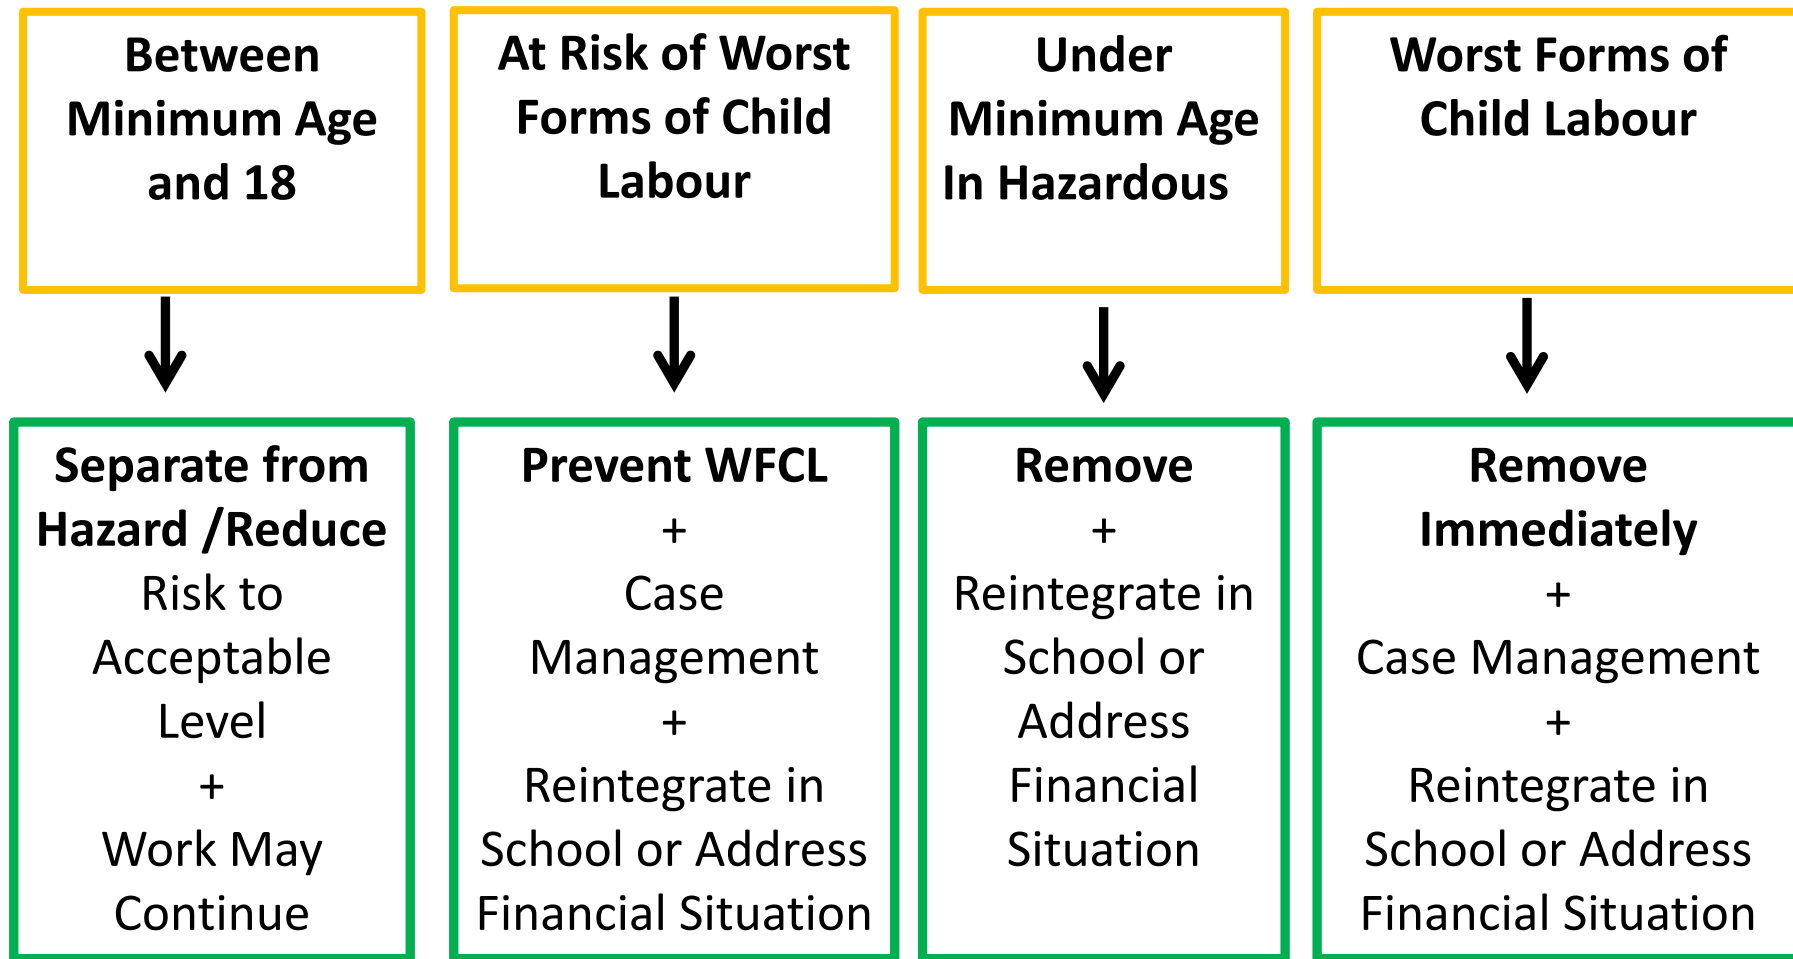 Between
Minimum Age
and 18
At Risk of Worst
Forms of Child
Labour
Under
Minimum Age
In Hazardous
Worst Forms of
Child Labour
Separate from
Hazard /Reduce
Risk to
Acceptable
Level
+
Work May
Continue
Prevent WFCL
+
Case
Management
+
Reintegrate in
School or Address
Financial Situation
Remove
+
Reintegrate in
School or
Address
Financial
Situation
Remove
Immediately
+
Case Management
+
Reintegrate in
School or Address
Financial Situation